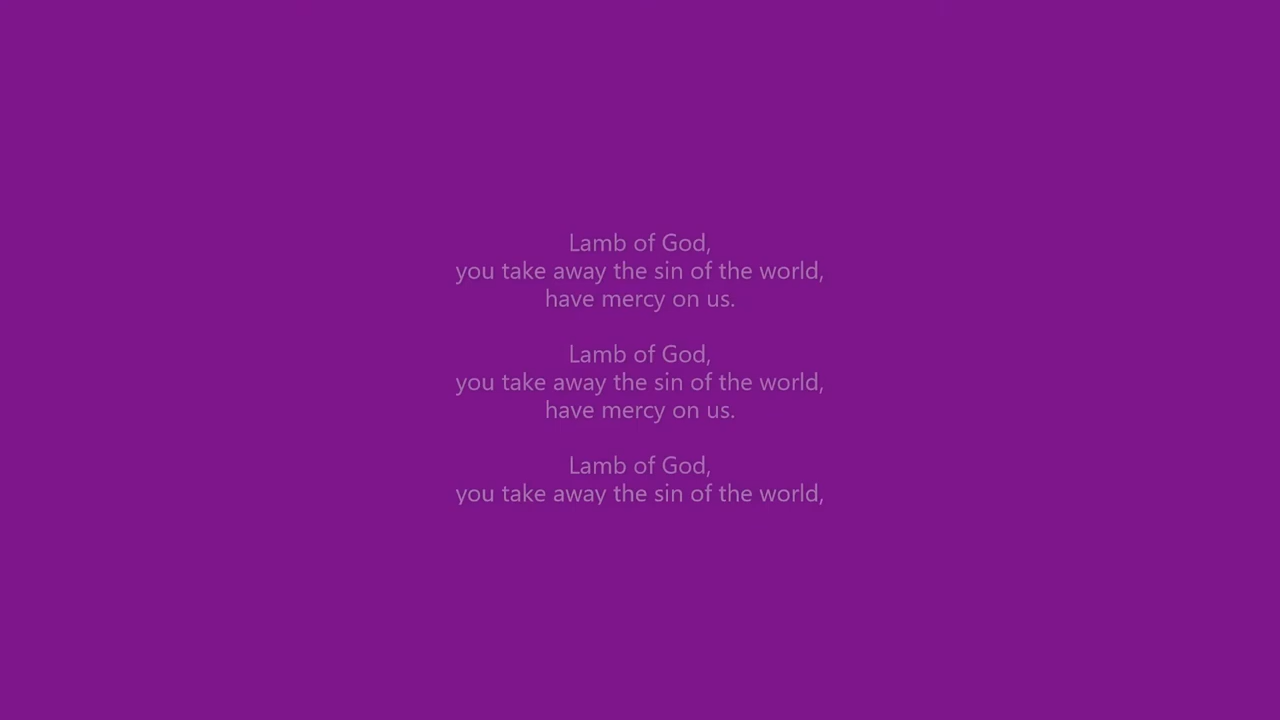 Lamb of God,
you take away the sin of the world,
have mercy on us.
Lamb of God,
you take away the sin of the world,
have mercy on us.
Lamb of God,
you take away the sin of the world,